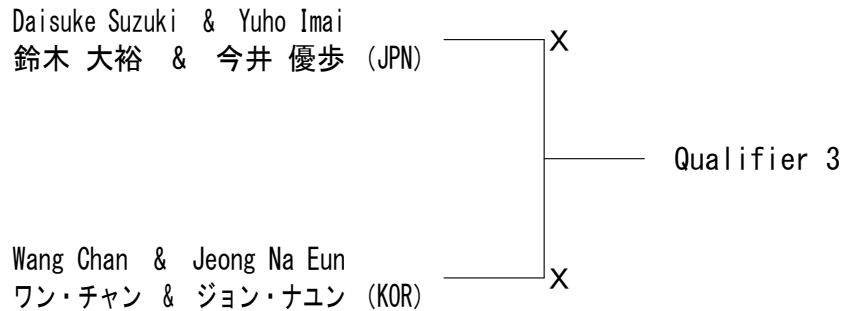 Daisuke Suzuki & Yuho Imai
鈴木 大裕 & 今井 優歩 (JPN)
X
Qualifier 3
Wang Chan & Jeong Na Eun
ワン・チャン & ジョン・ナユン (KOR)
X